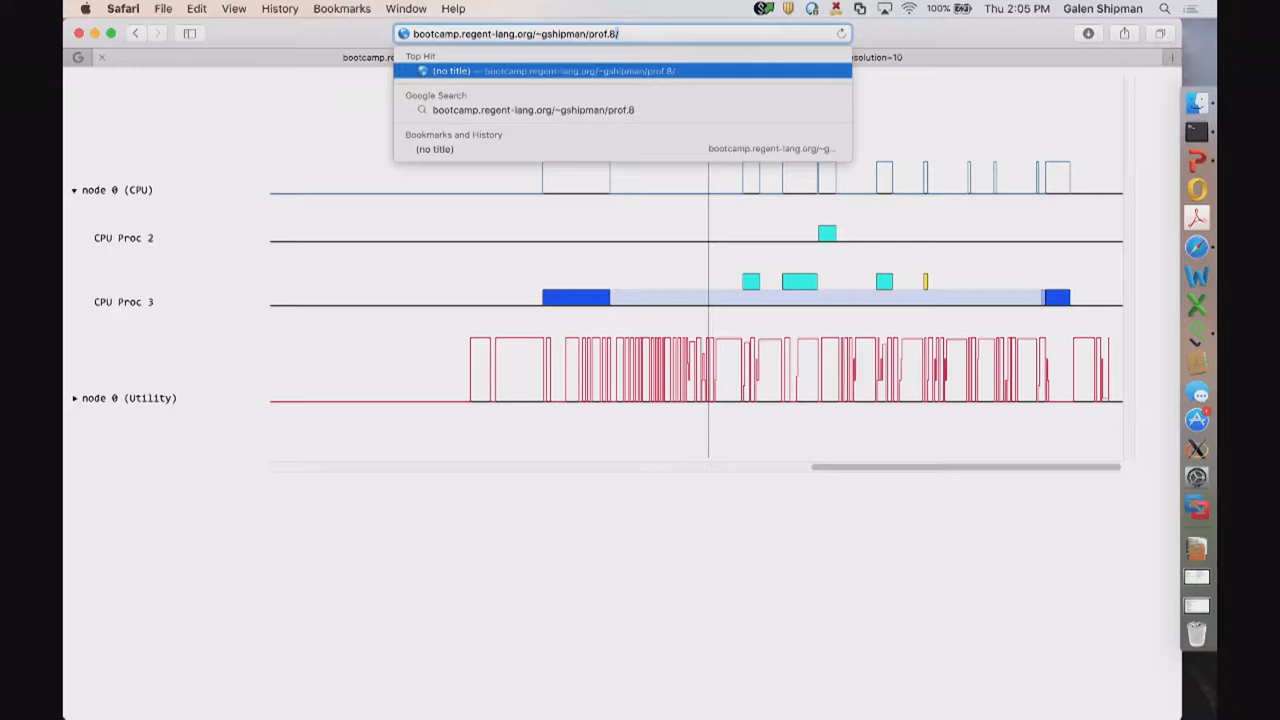 Safari File Edit View History Bookmarks Window Help 100% Thu 2:05 PM Galen Shipman
bootcamp.regent-lang.org/~gshipman/prof.8/
G bootcamp.re olution=10
Top Hit
(no title) — bootcamp.regent-lang.org/~gshipman/prof.8/
Google Search
bootcamp.regent-lang.org/~gshipman/prof.8
Bookmarks and History
(no title) bootcamp.regent-lang.org/~g...
node 0 (CPU)
CPU Proc 2
CPU Proc 3
node 0 (Utility)